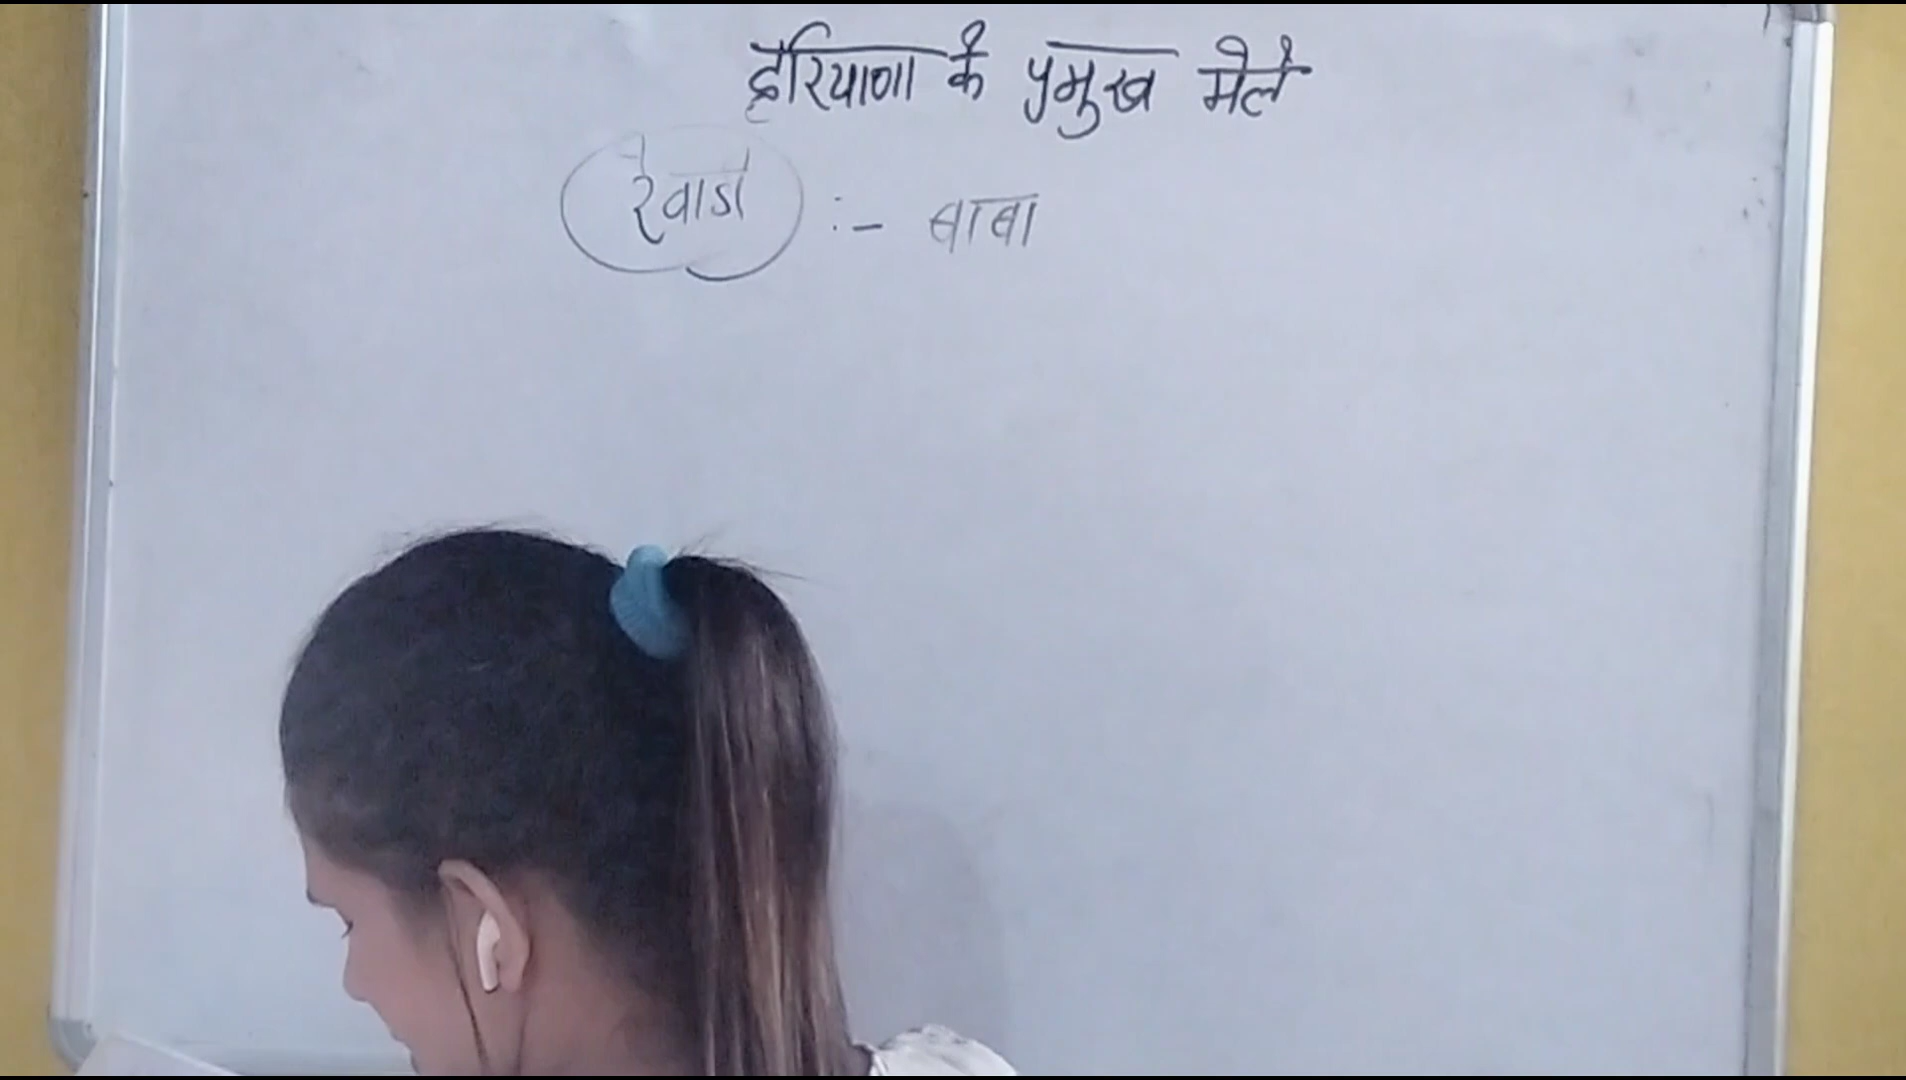 हरियाणा के प्रमुख मेले
रेवाडी :- बाबा